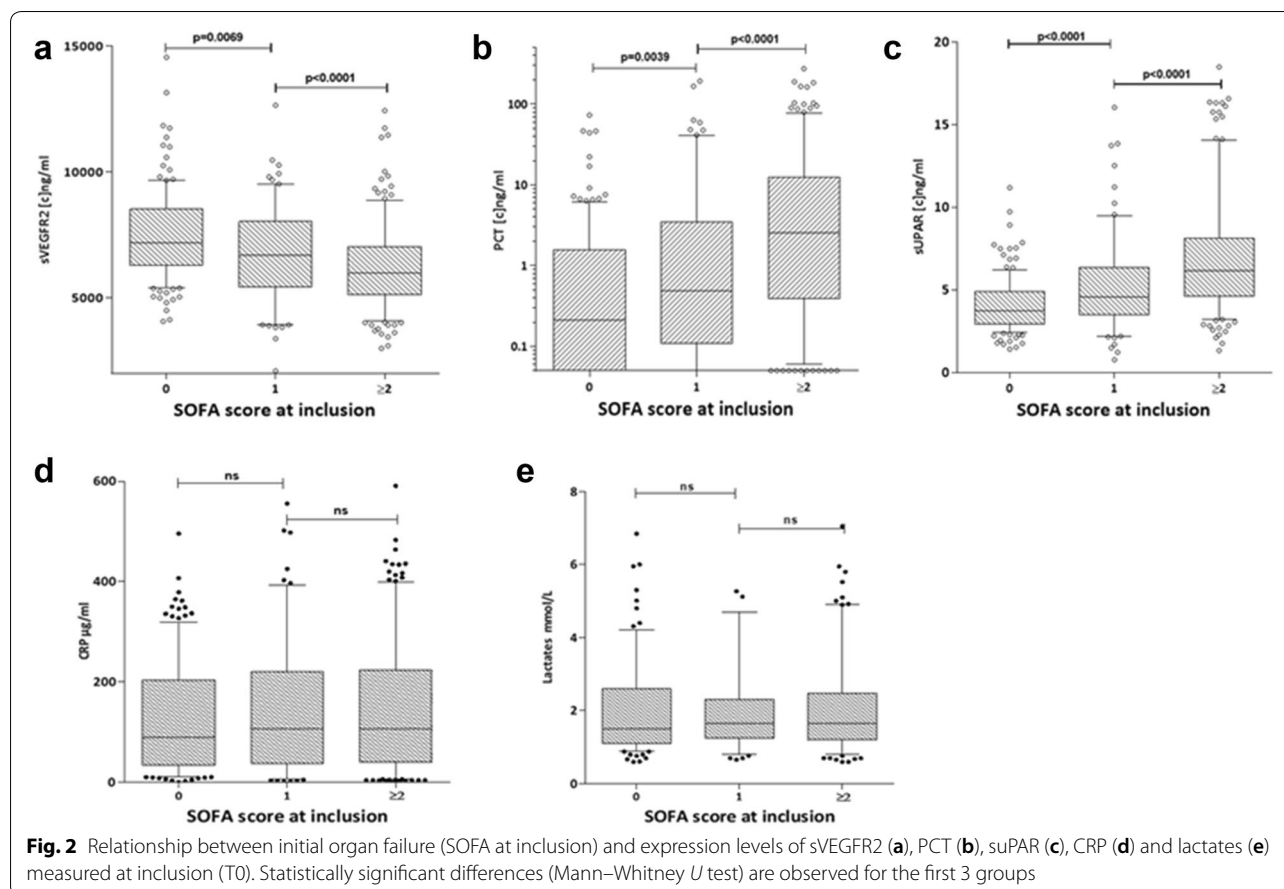 a
15000
10000
5000
sVEGFR2 [c]ng/ml
p=0.0069
p<0.0001
0
1
≥2
SOFA score at inclusion
b
100
10
1
0.1
PCT [c]ng/ml
p=0.0039
p<0.0001
0
1
≥2
SOFA score at inclusion
c
20
15
10
5
0
sUPAR [c]ng/ml
p<0.0001
p<0.0001
0
1
≥2
SOFA score at inclusion
d
600
400
200
0
CRP µg/ml
ns
ns
0
1
≥2
SOFA score at inclusion
e
8
6
4
2
0
Lactates mmol/L
ns
ns
0
1
≥2
SOFA score at inclusion
Fig. 2 Relationship between initial organ failure (SOFA at inclusion) and expression levels of sVEGFR2 (a), PCT (b), suPAR (c), CRP (d) and lactates (e)
measured at inclusion (T0). Statistically significant differences (Mann–Whitney U test) are observed for the first 3 groups